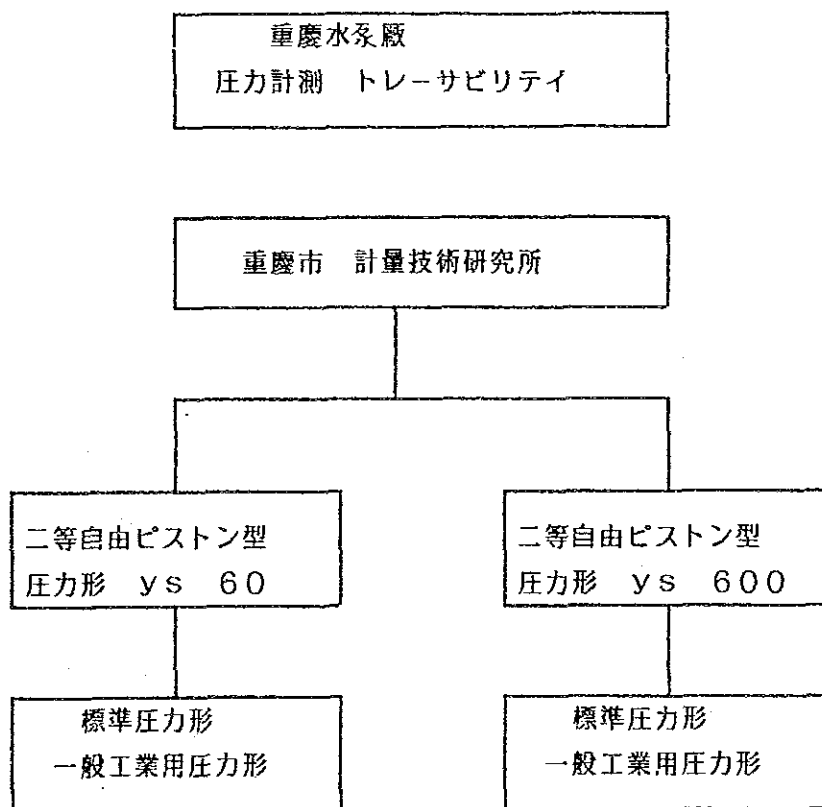 重慶水泵廠
圧力計測 トレーサビリテイ
重慶市 計量技術研究所
二等自由ピストン型
圧力形 ys 60
二等自由ピストン型
圧力形 ys 600
標準圧力形
一般工業用圧力形
標準圧力形
一般工業用圧力形